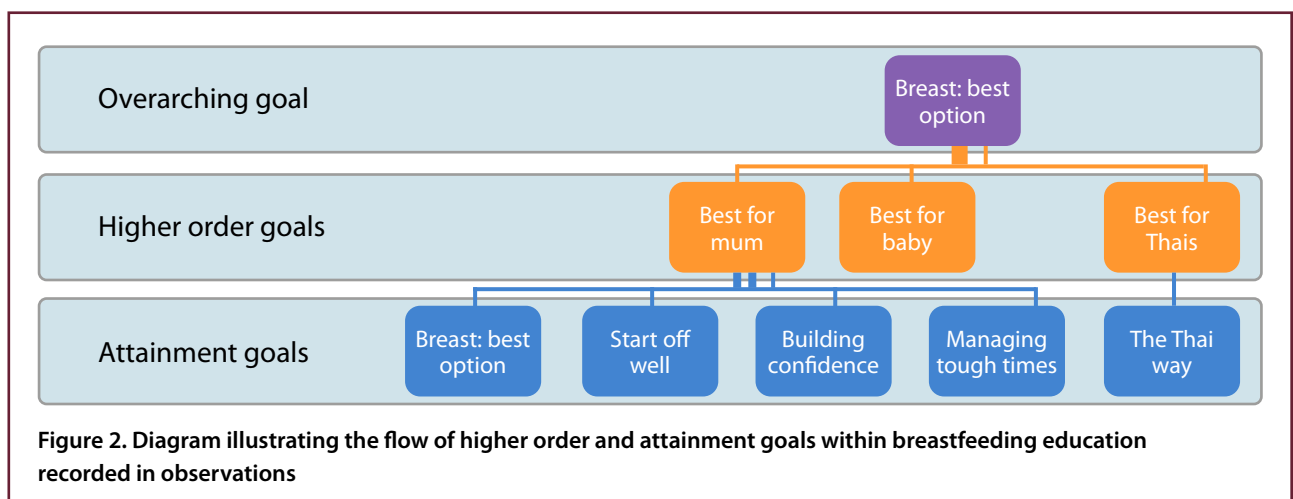 Overarching goal
Breast: best
option
Higher order goals
Best for
mum
Best for
baby
Best for
Thais
Attainment goals
Breast: best
option
Start off
well
Building
confidence
Managing
tough times
The Thai
way
Figure 2. Diagram illustrating the flow of higher order and attainment goals within breastfeeding education
recorded in observations